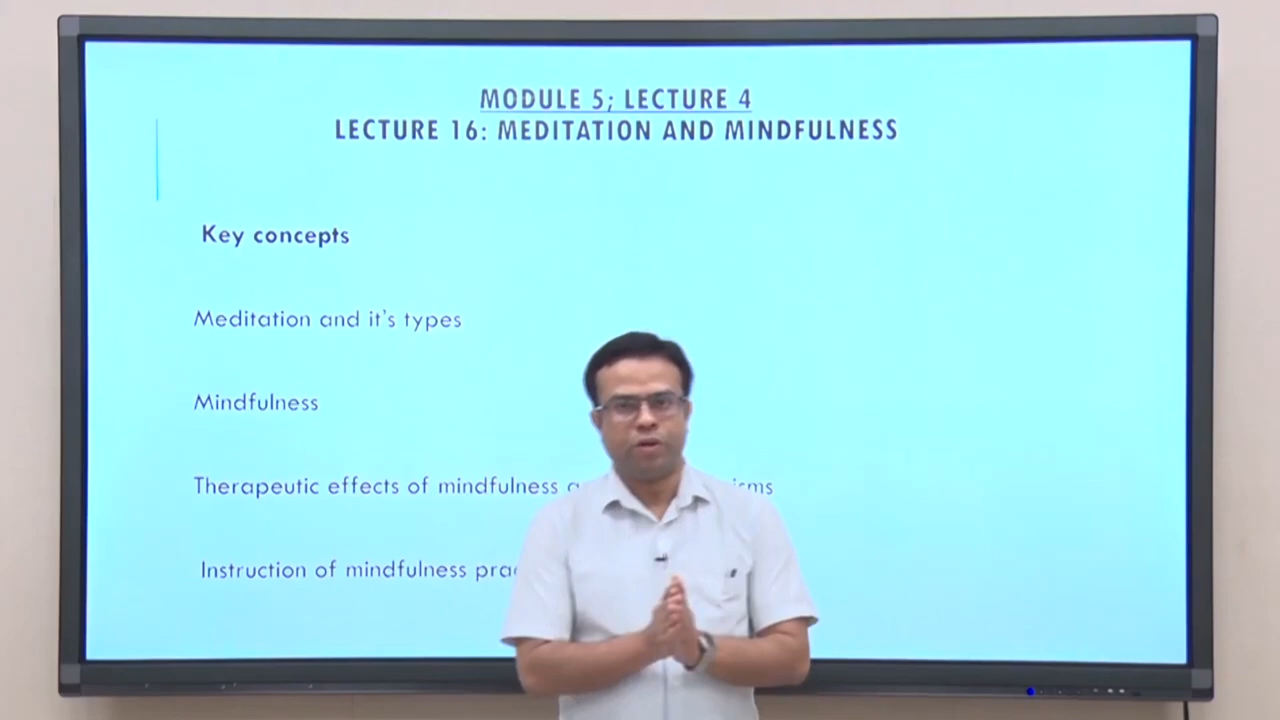 MODULE 5; LECTURE 4
LECTURE 16: MEDITATION AND MINDFULNESS
Key concepts
Meditation and it's types
Mindfulness
Therapeutic effects of mindfulness
Instruction of mindfulness